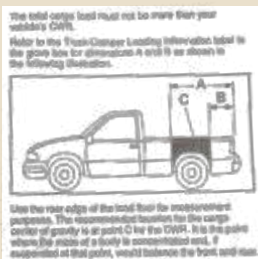 The total cargo load must not be more than your
vehicle's CWR.
Refer to the Truck-Camper Loading Information label in
the glove box for dimensions A and B as shown in
the following illustration.
A
C
B
Use the rear edge of the load floor for measurement
purposes. The recommended location for the cargo
center of gravity is at point C for the CWR. It is the point
where the mass of a body is concentrated and, if
suspended at that point, would balance the front and rear.